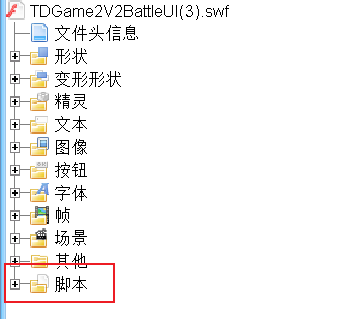 TDGame2V2BattleUI(3).swf
文件头信息
形状
变形形状
精灵
文本
图像
按钮
字体
帧
场景
其他
脚本